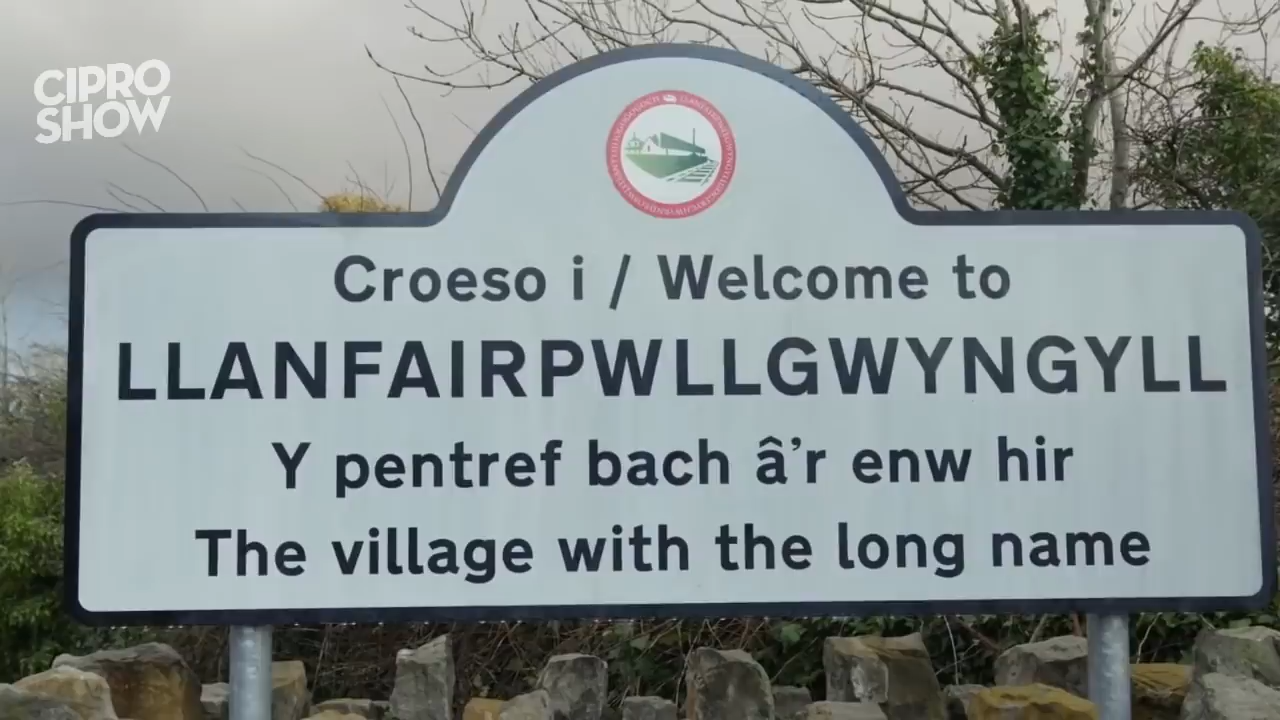 CIPRO
SHOW
Croeso i / Welcome to
LLANFAIRPWLLGWYNGYLL
Y pentref bach â'r enw hir
The village with the long name